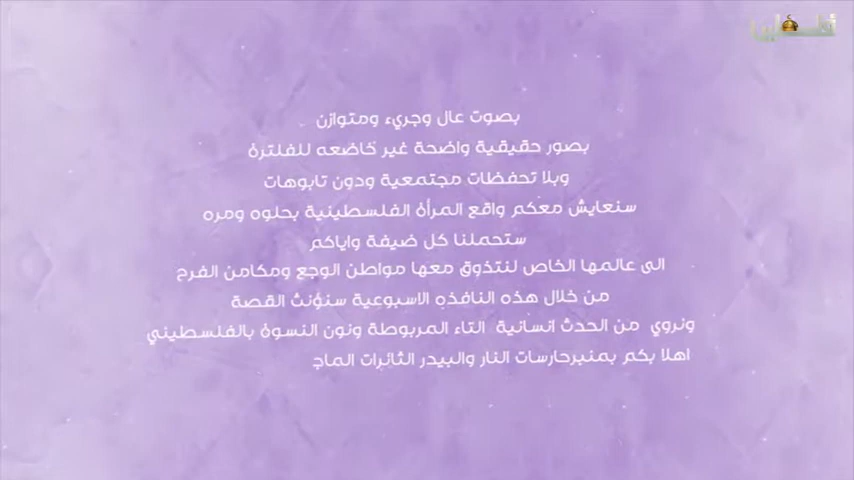 فلسطين
بصوت عال وجريء ومتوازن
بصور حقيقية واضحة غير خاضعه للفلترة
وبلا تحفظات مجتمعية ودون تابوهات
سنعايش معكم واقع المرأة الفلسطينية بحلوه ومره
ستحملنا كل ضيفة واياكم
الى عالمها الخاص لنتذوق معها مواطن الوجع ومكامن الفرح
من خلال هذه النافذه الاسبوعية سنؤنث القصة
ونروي من الحدث انسانية التاء المربوطة ونون النسوة بالفلسطيني
اهلا بكم بمنبرحارسات النار والبيدر الثائرات الماج